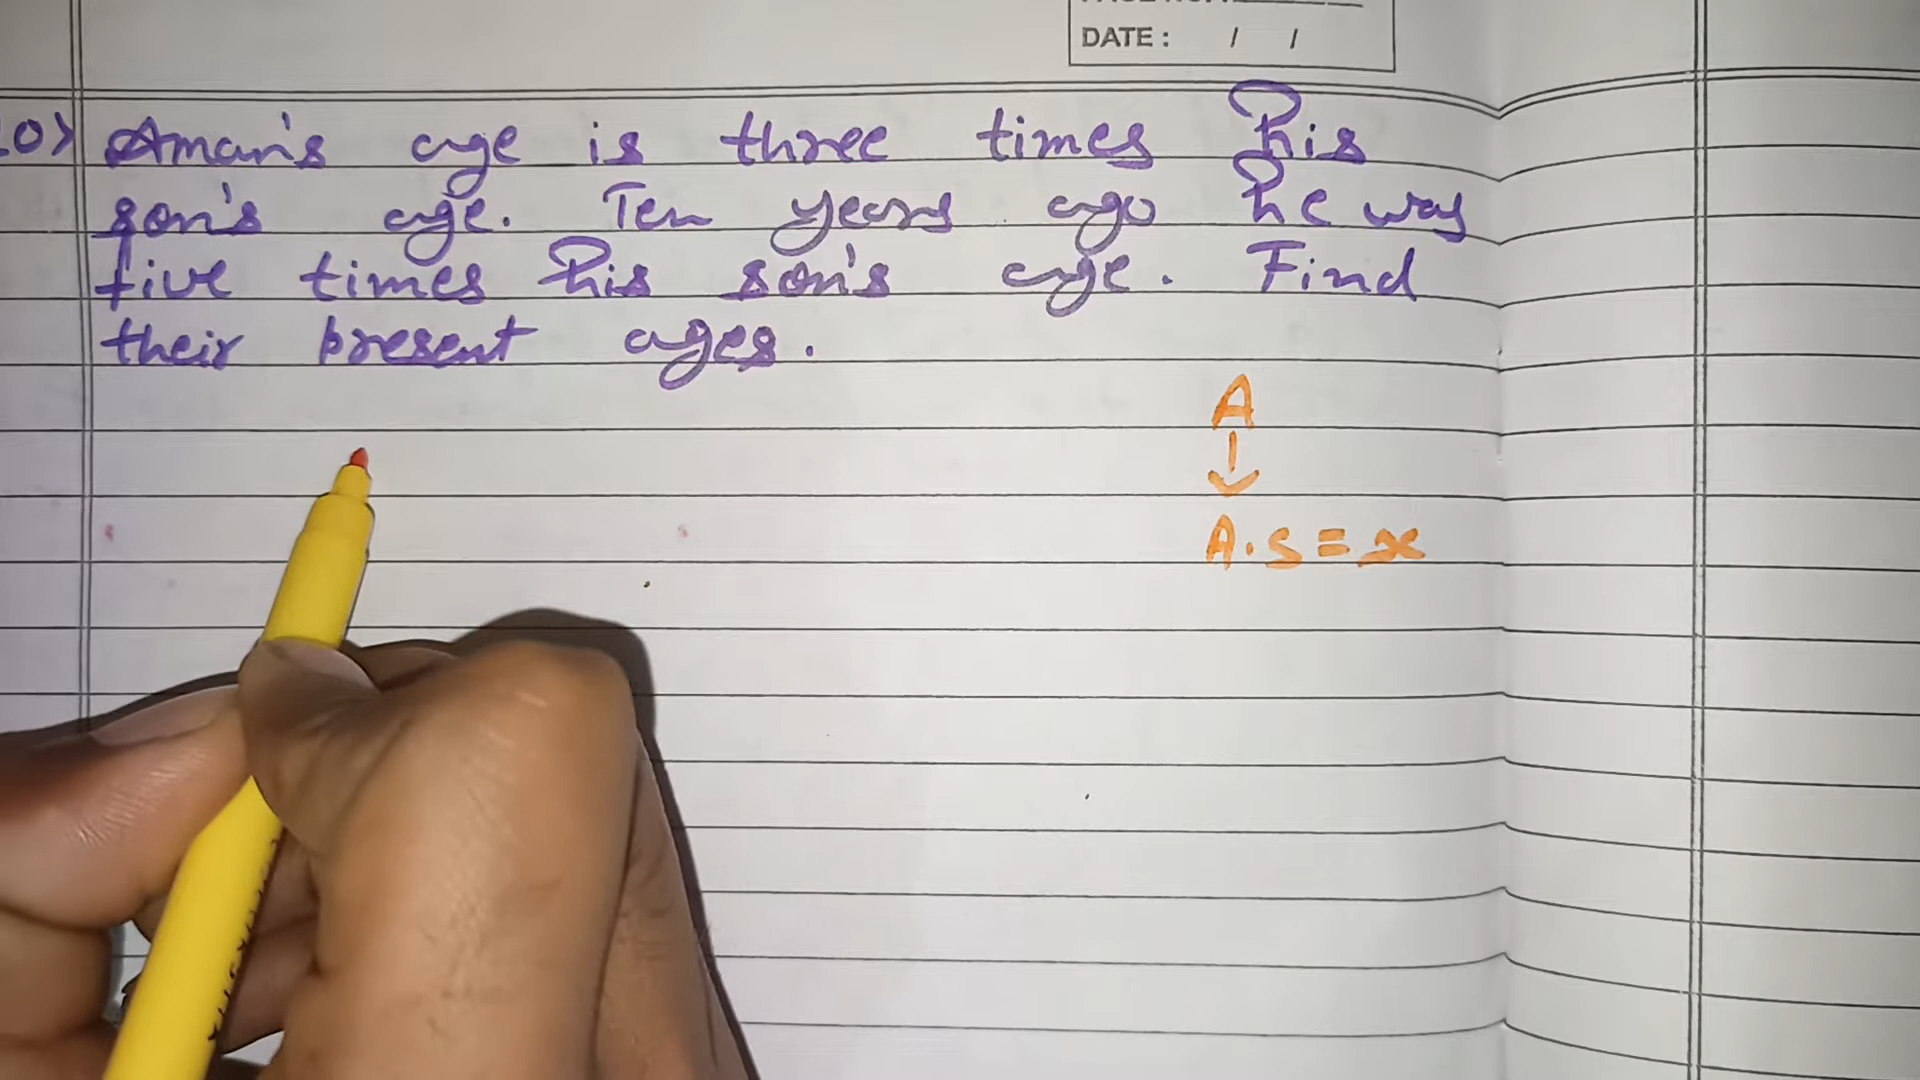 DATE : / /
Aman's age is three times his
son's age. Ten years ago he was
five times his son's age. Find
their present ages.
A
↓
A.S = x